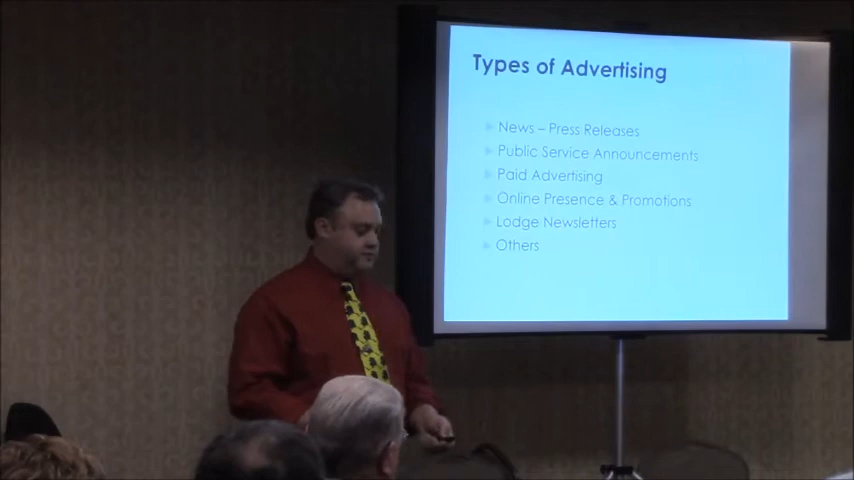 Types of Advertising
News – Press Releases
Public Service Announcements
Paid Advertising
Online Presence & Promotions
Lodge Newsletters
Others